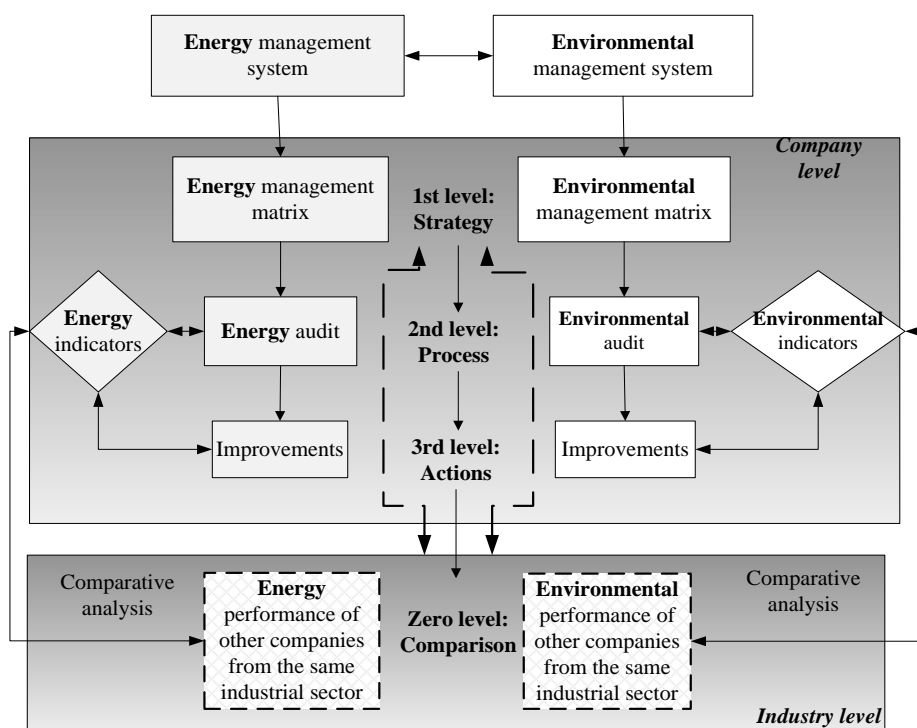 Energy management
system
Environmental
management system
Company
level
Energy management
matrix
1st level:
Strategy
Environmental
management matrix
Energy
indicators
Energy audit
2nd level:
Process
Environmental
audit
Environmental
indicators
Improvements
3rd level:
Actions
Improvements
Comparative
analysis
Energy
performance of
other companies
from the same
industrial sector
Zero level:
Comparison
Environmental
performance of
other companies
from the same
industrial sector
Comparative
analysis
Industry level